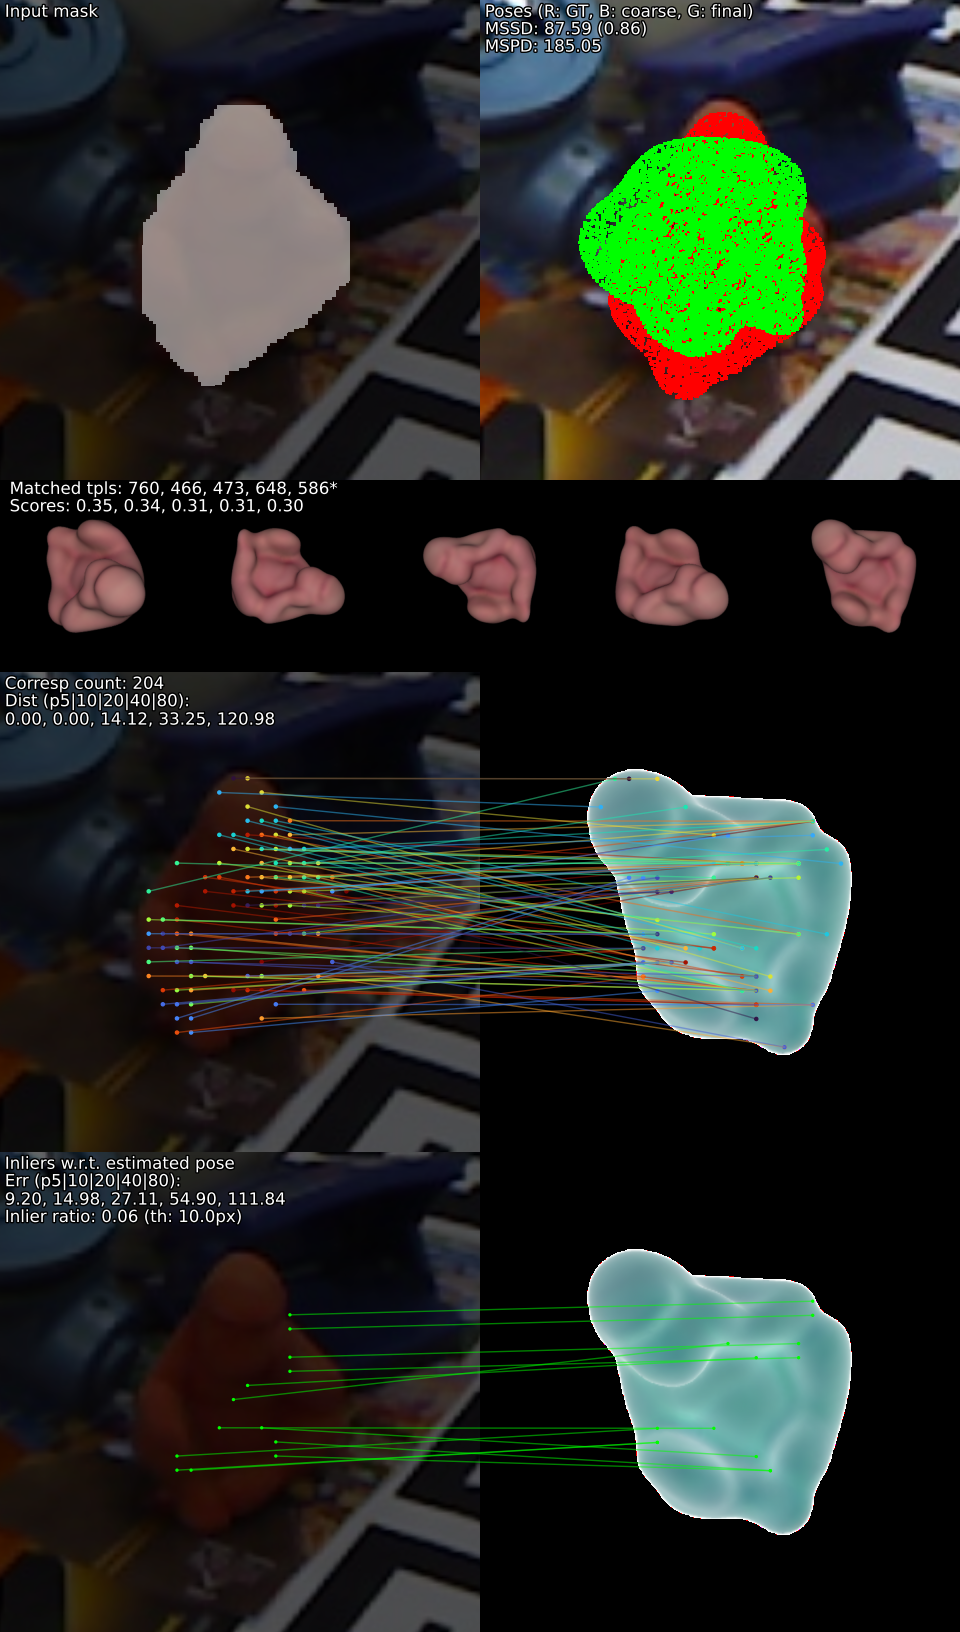 Input mask
Poses (R: GT, B: coarse, G: final)
MSSD: 87.59 (0.86)
MSPD: 185.05
Matched tpls: 760, 466, 473, 648, 586*
Scores: 0.35, 0.34, 0.31, 0.31, 0.30
Corresp count: 204
Dist (p5|10|20|40|80):
0.00, 0.00, 14.12, 33.25, 120.98
Inliers w.r.t. estimated pose
Err (p5|10|20|40|80):
9.20, 14.98, 27.11, 54.90, 111.84
Inlier ratio: 0.06 (th: 10.0px)